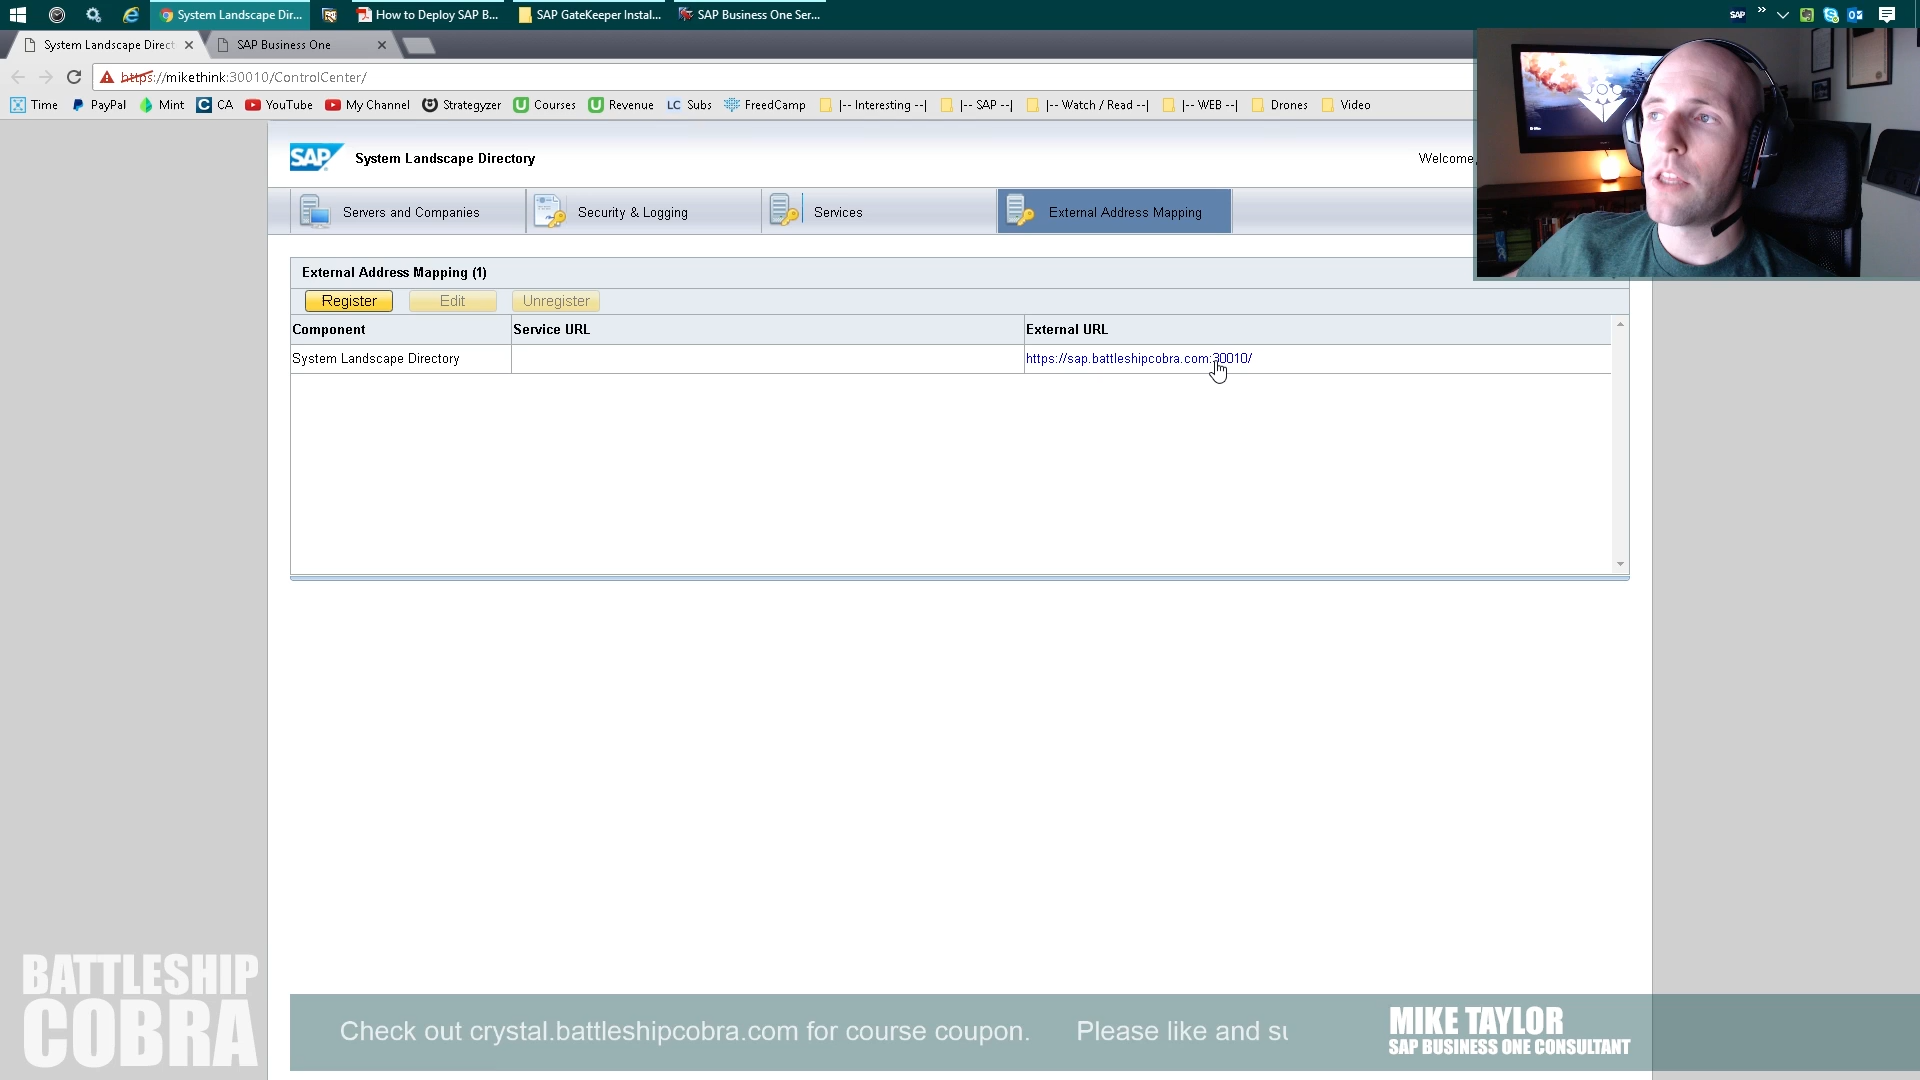 System Landscape Dir...
How to Deploy SAP B...
SAP GateKeeper Instal...
SAP Business One Ser...
SAP
System Landscape Direct
SAP Business One
https://mikethink:30010/ControlCenter/
Time
PayPal
Mint
CA
YouTube
My Channel
Strategyzer
Courses
Revenue
LC Subs
FreedCamp
|-- Interesting --|
|-- SAP --|
|-- Watch / Read --|
|-- WEB --|
Drones
Video
SAP
System Landscape Directory
Welcome,
Servers and Companies
Security & Logging
Services
External Address Mapping
External Address Mapping (1)
Register
Edit
Unregister
Component
Service URL
External URL
System Landscape Directory
https://sap.battleshipcobra.com:30010/
BATTLESHIP
COBRA
Check out crystal.battleshipcobra.com for course coupon.
Please like and su
MIKE TAYLOR
SAP BUSINESS ONE CONSULTANT